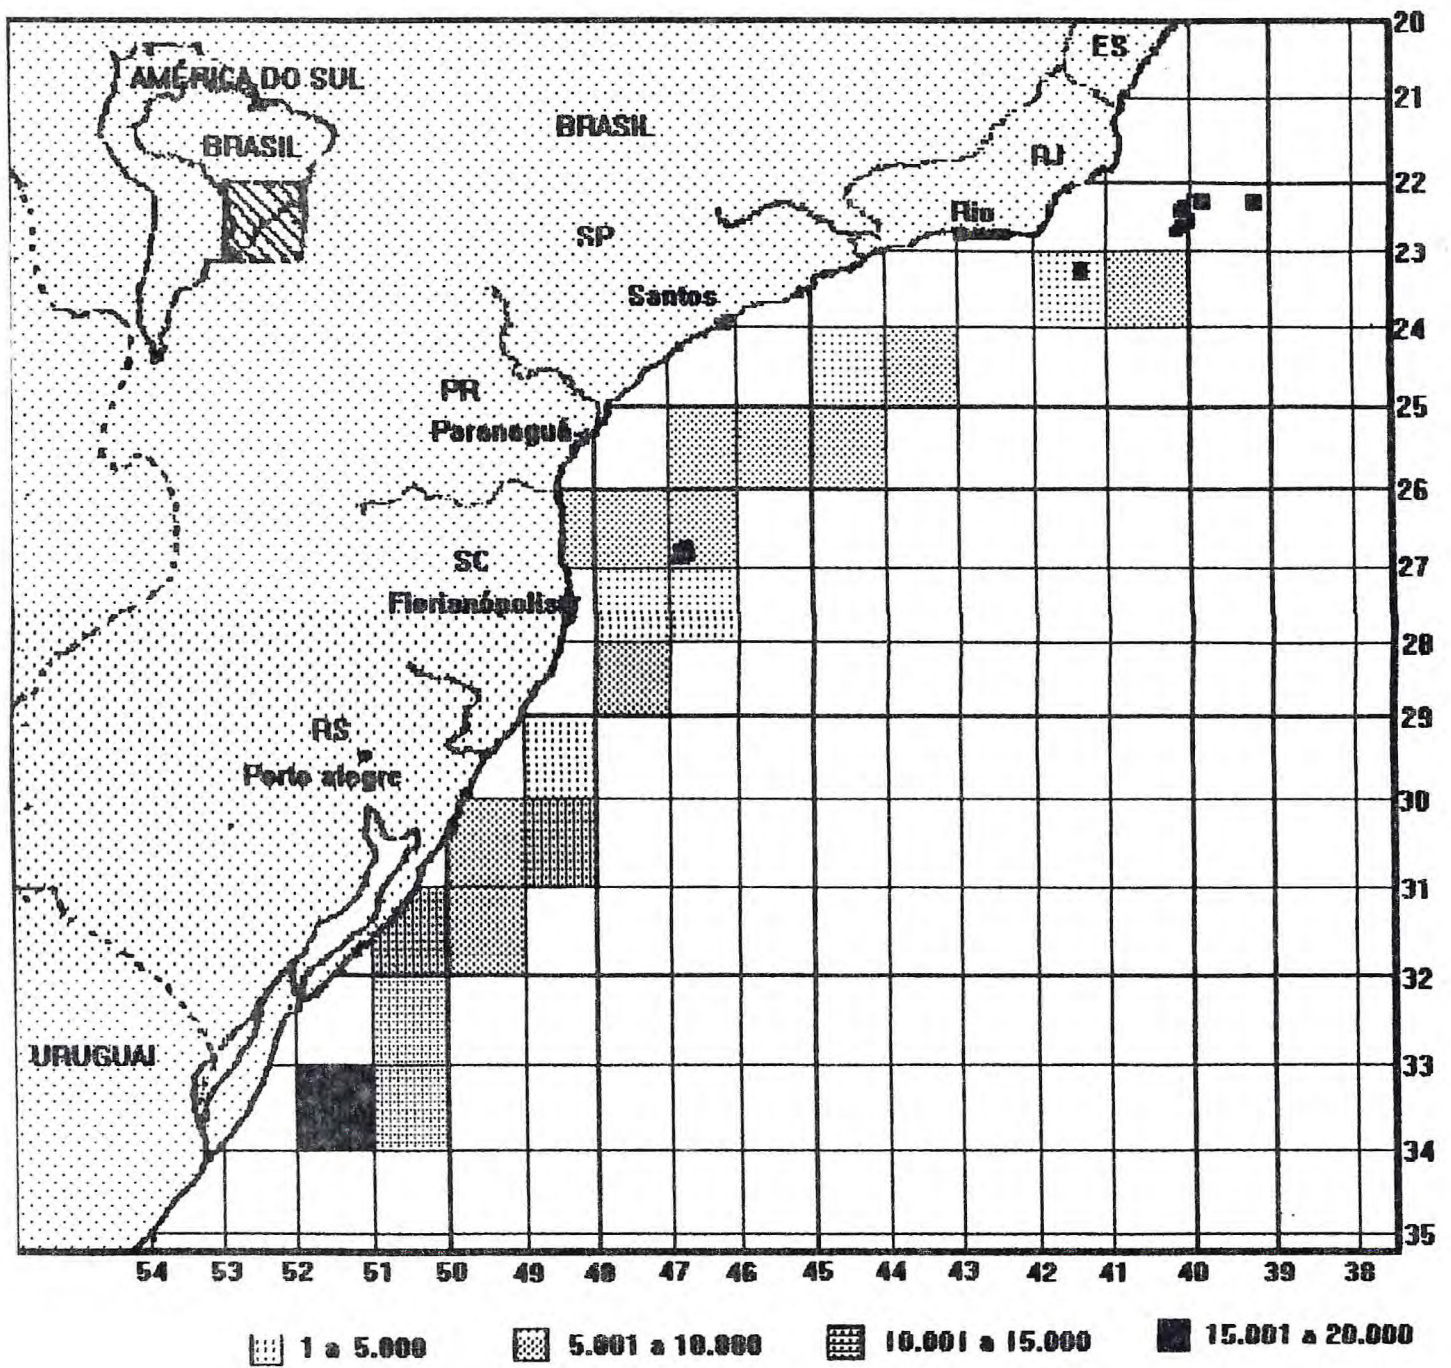 20
ES
AMÉRICA DO SUL
21
BRASIL
BRASIL
RJ
22
Rio
SP
23
Santos
24
PR
25
Paranaguá
26
SC
27
Florianópolis
28
RS
29
Porto alegre
30
31
32
URUGUAI
33
34
35
54 53 52 51 50 49 48 47 46 45 44 43 42 41 40 39 38
1 a 5.000 5.001 a 10.000 10.001 a 15.000 15.001 a 20.000